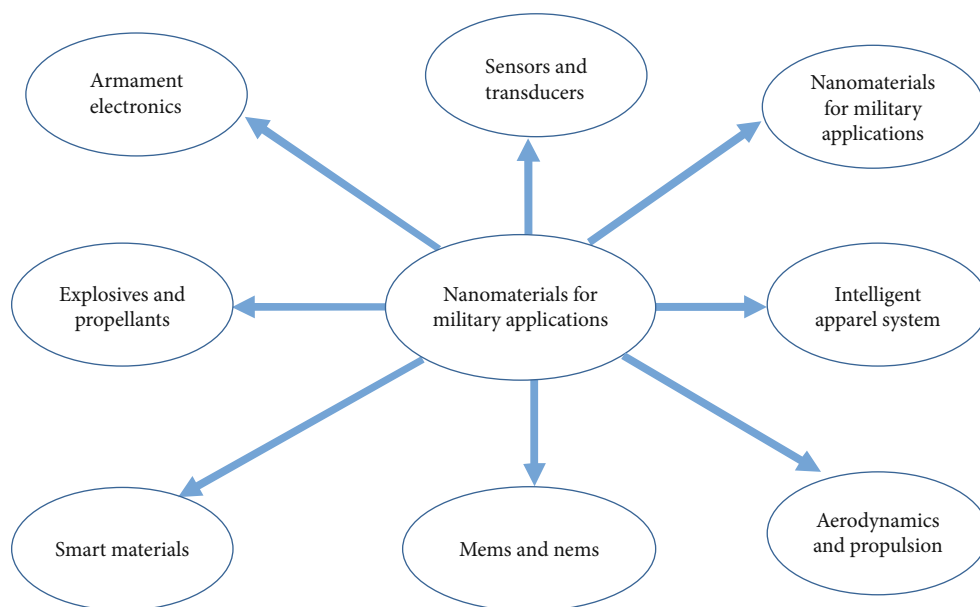 Armament
electronics
Sensors and
transducers
Nanomaterials
for military
applications
Explosives and
propellants
Nanomaterials for
military applications
Intelligent
apparel system
Smart materials
Mems and nems
Aerodynamics
and propulsion